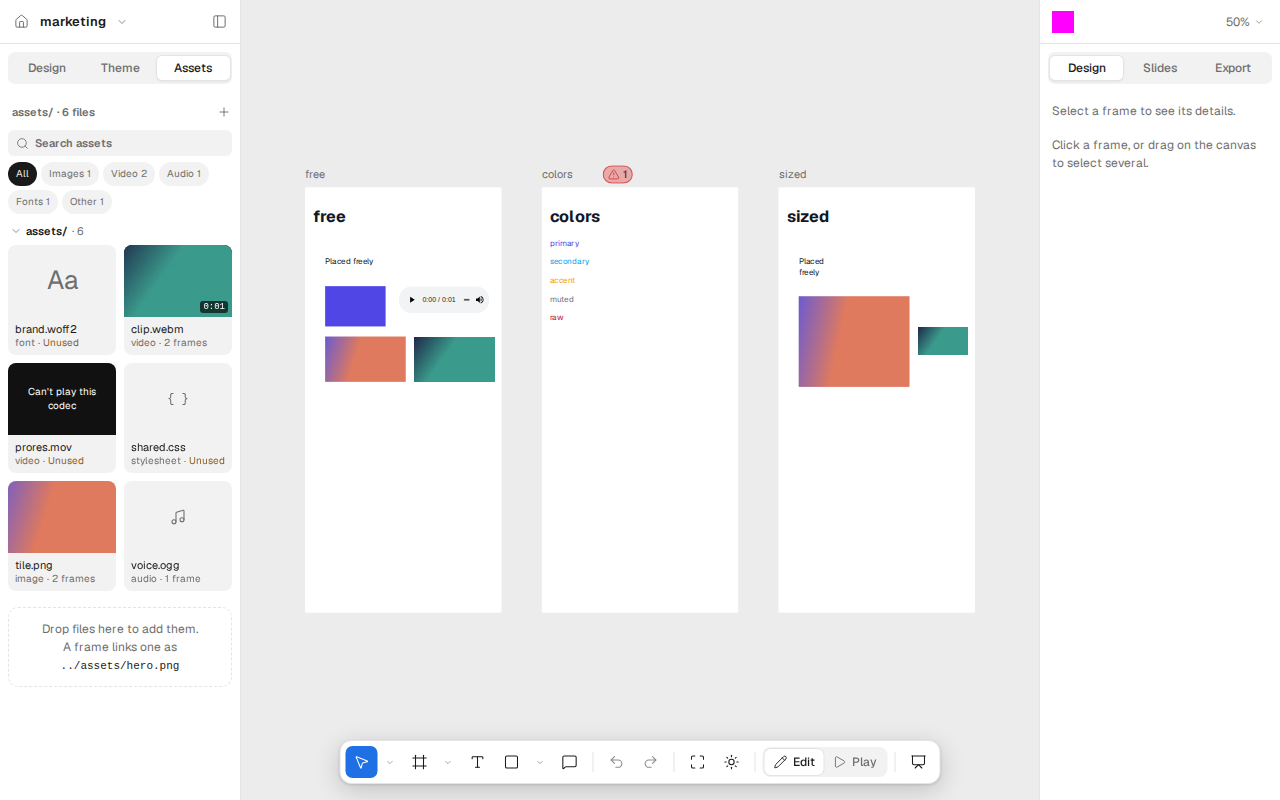 marketing
50%
Design Theme Assets
Design Slides Export
assets/ · 6 files
Search assets
All Images 1 Video 2 Audio 1
Fonts 1 Other 1
assets/ · 6
Aa
brand.woff2
font · Unused
0:01
clip.webm
video · 2 frames
Can't play this
codec
prores.mov
video · Unused
{ }
shared.css
stylesheet · Unused
tile.png
image · 2 frames
voice.ogg
audio · 1 frame
Drop files here to add them.
A frame links one as
../assets/hero.png
free
free
Placed freely
0:00 / 0:01
colors
1
colors
primary
secondary
accent
muted
raw
sized
sized
Placed
freely
Select a frame to see its details.
Click a frame, or drag on the canvas
to select several.
Edit Play